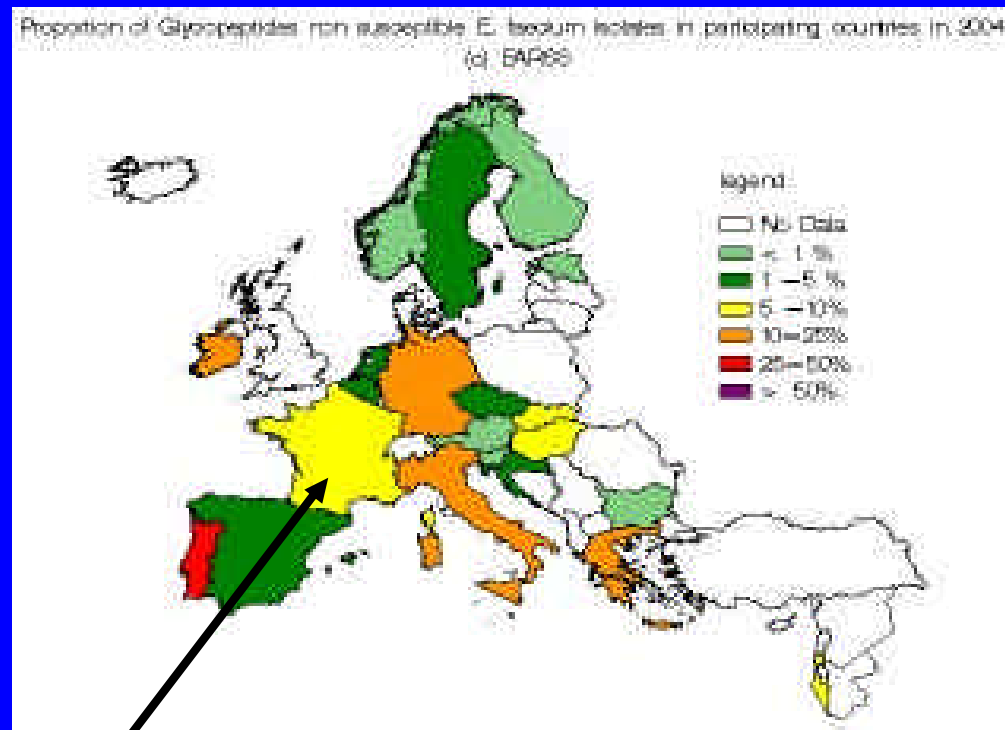 Proportion of Glycopeptides non susceptible E. faecium isolates in participating countries in 2004
(c) EARSS
legend:
No Data
< 1 %
1 – 5 %
5 – 10%
10–25%
25–50%
> 50%